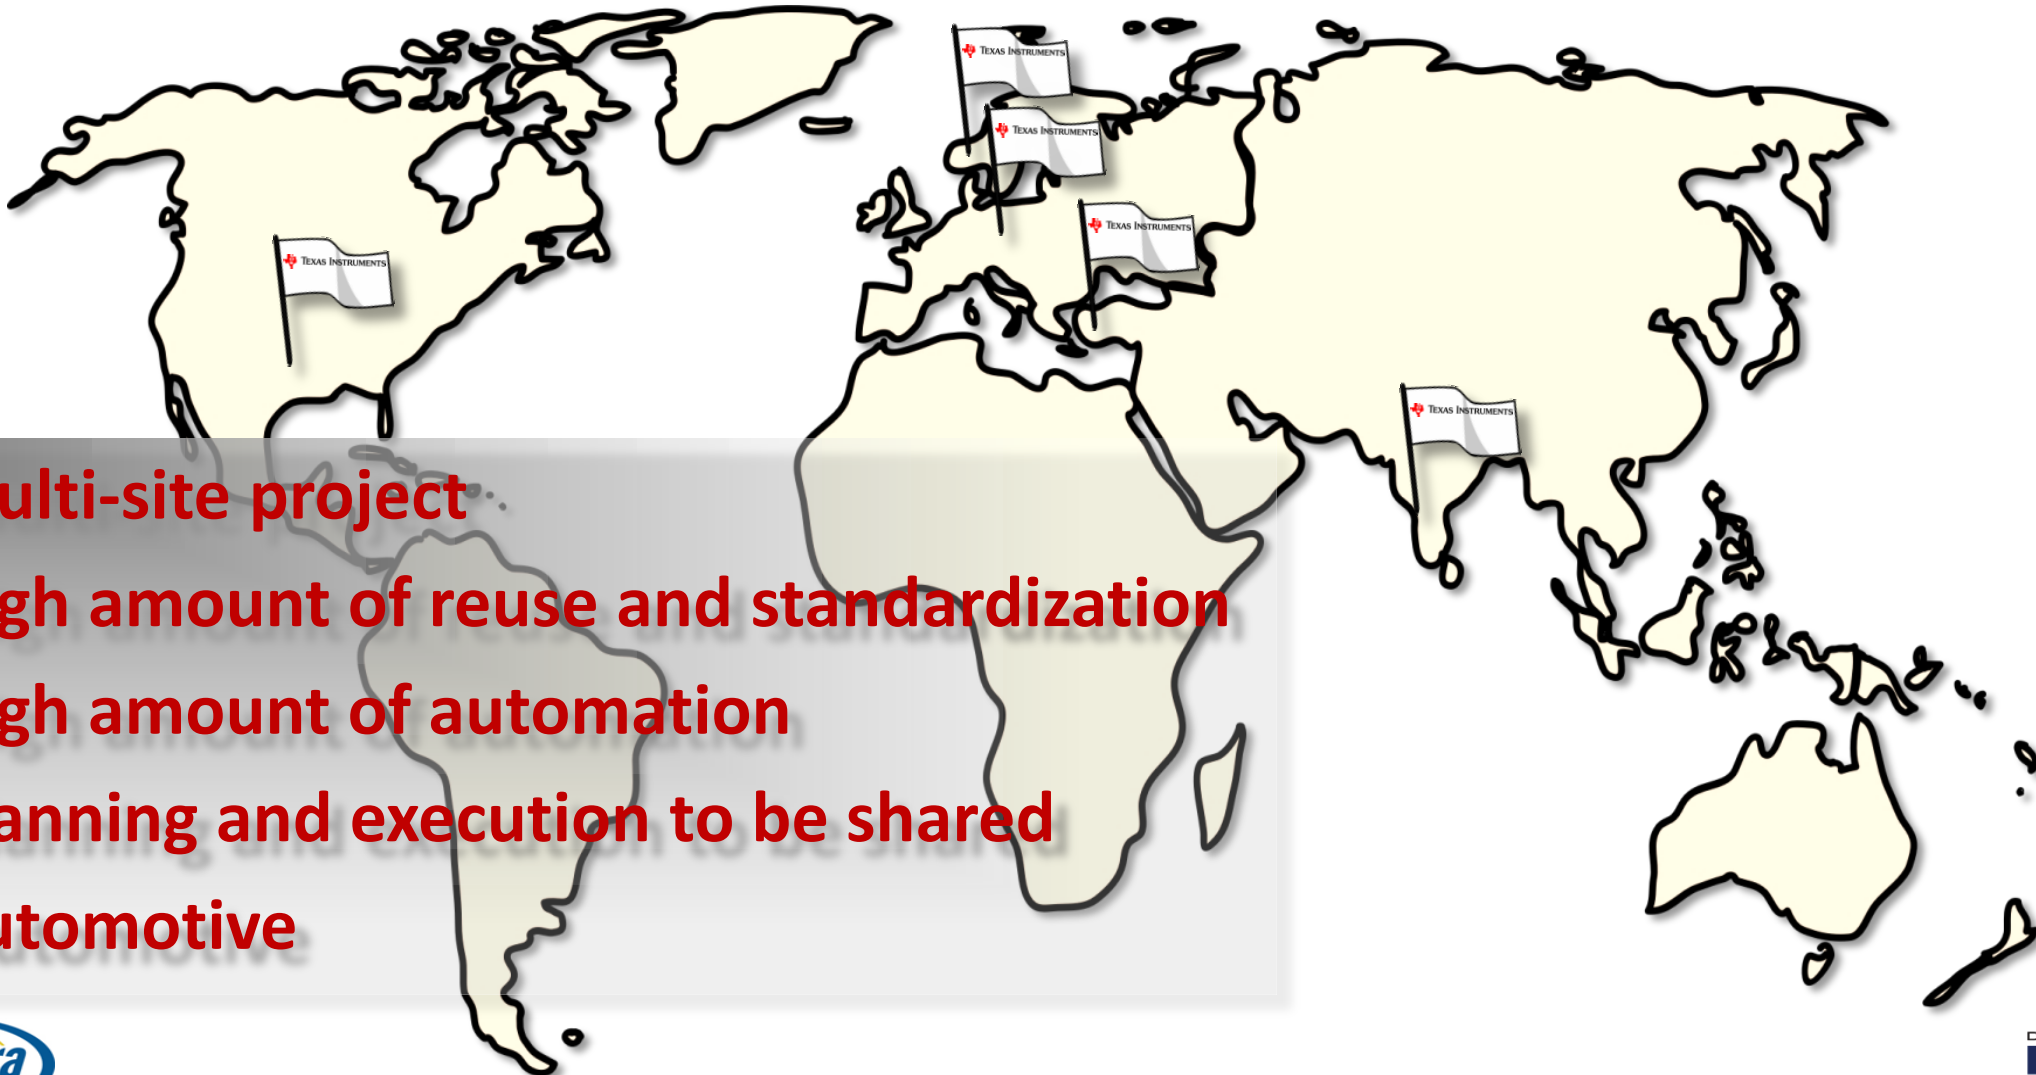 TEXAS INSTRUMENTS
TEXAS INSTRUMENTS
TEXAS INSTRUMENTS
TEXAS INSTRUMENTS
TEXAS INSTRUMENTS
ulti-site project
gh amount of reuse and standardization
gh amount of automation
anning and execution to be shared
utomotive